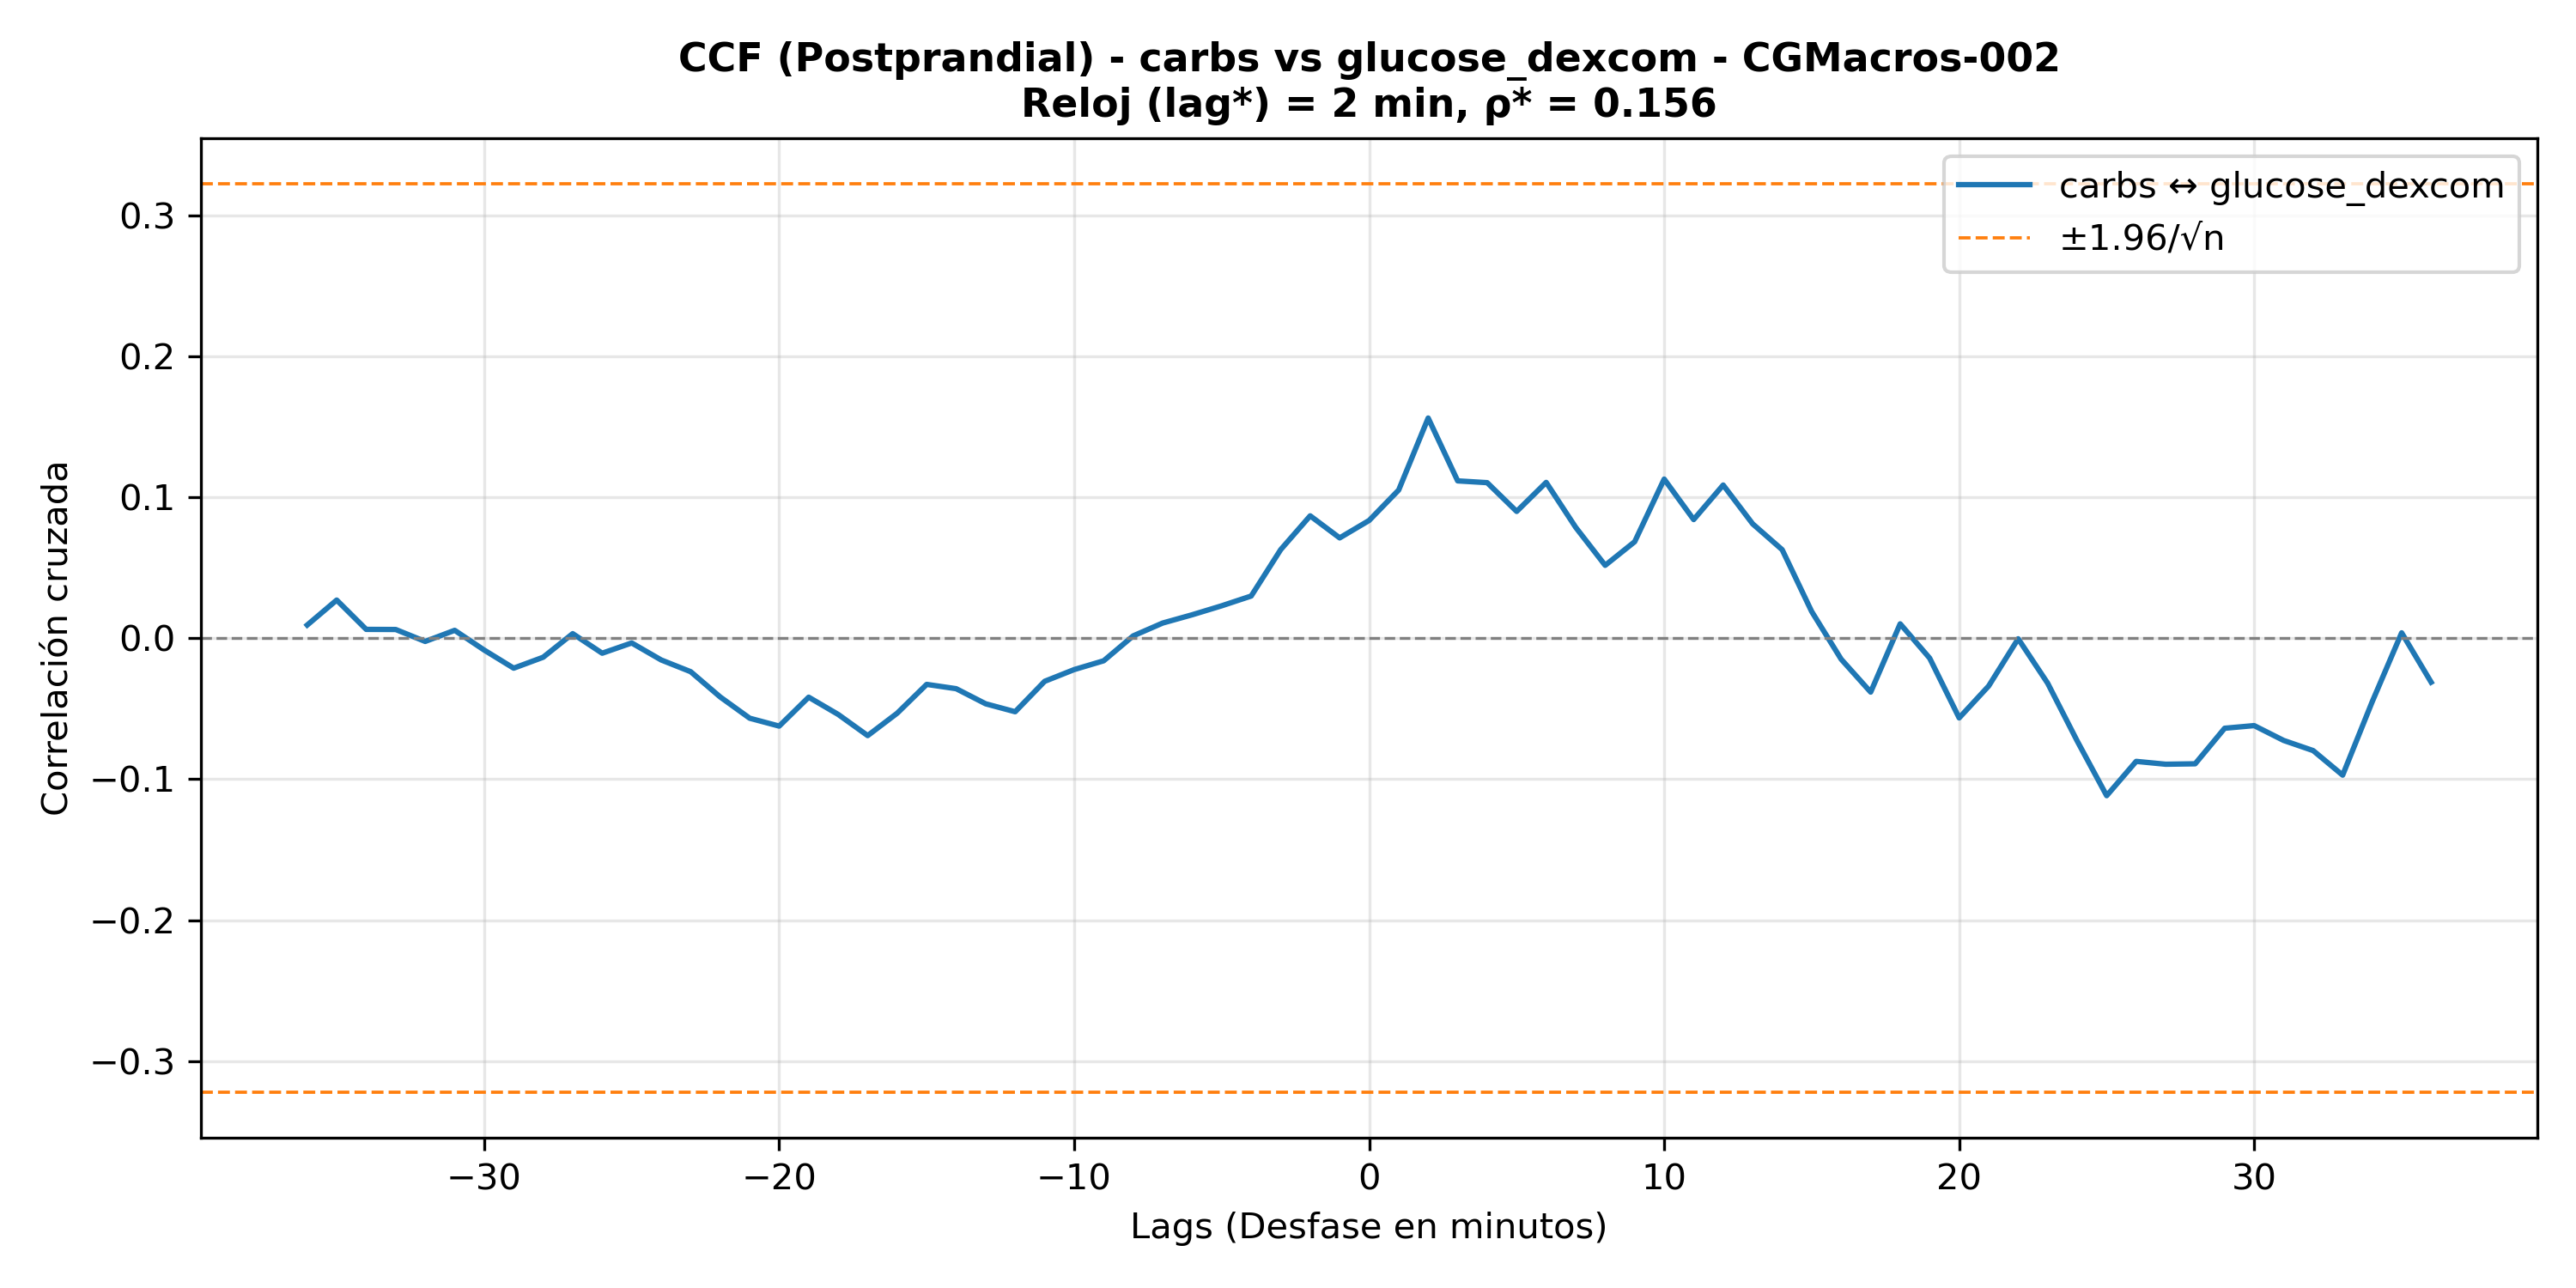 CCF (Postprandial) - carbs vs glucose_dexcom - CGMacros-002
Reloj (lag*) = 2 min, ρ* = 0.156
carbs ↔ glucose_dexcom
±1.96/√n
Correlación cruzada
0.3
0.2
0.1
0.0
−0.1
−0.2
−0.3
−30 −20 −10 0 10 20 30
Lags (Desfase en minutos)